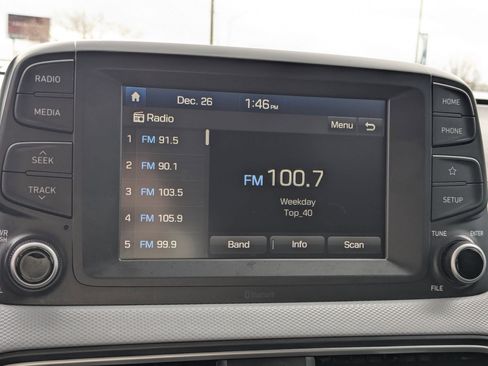 RADIO
MEDIA
SEEK
TRACK
Dec. 26 1:46PM
Radio
Menu
1 FM 91.5
2 FM 90.1
3 FM 103.5
4 FM 105.9
5 FM 99.9
FM 100.7
Weekday
Top_40
Band Info Scan
HOME
PHONE
SETUP
TUNE ENTER
FILE
Bluetooth